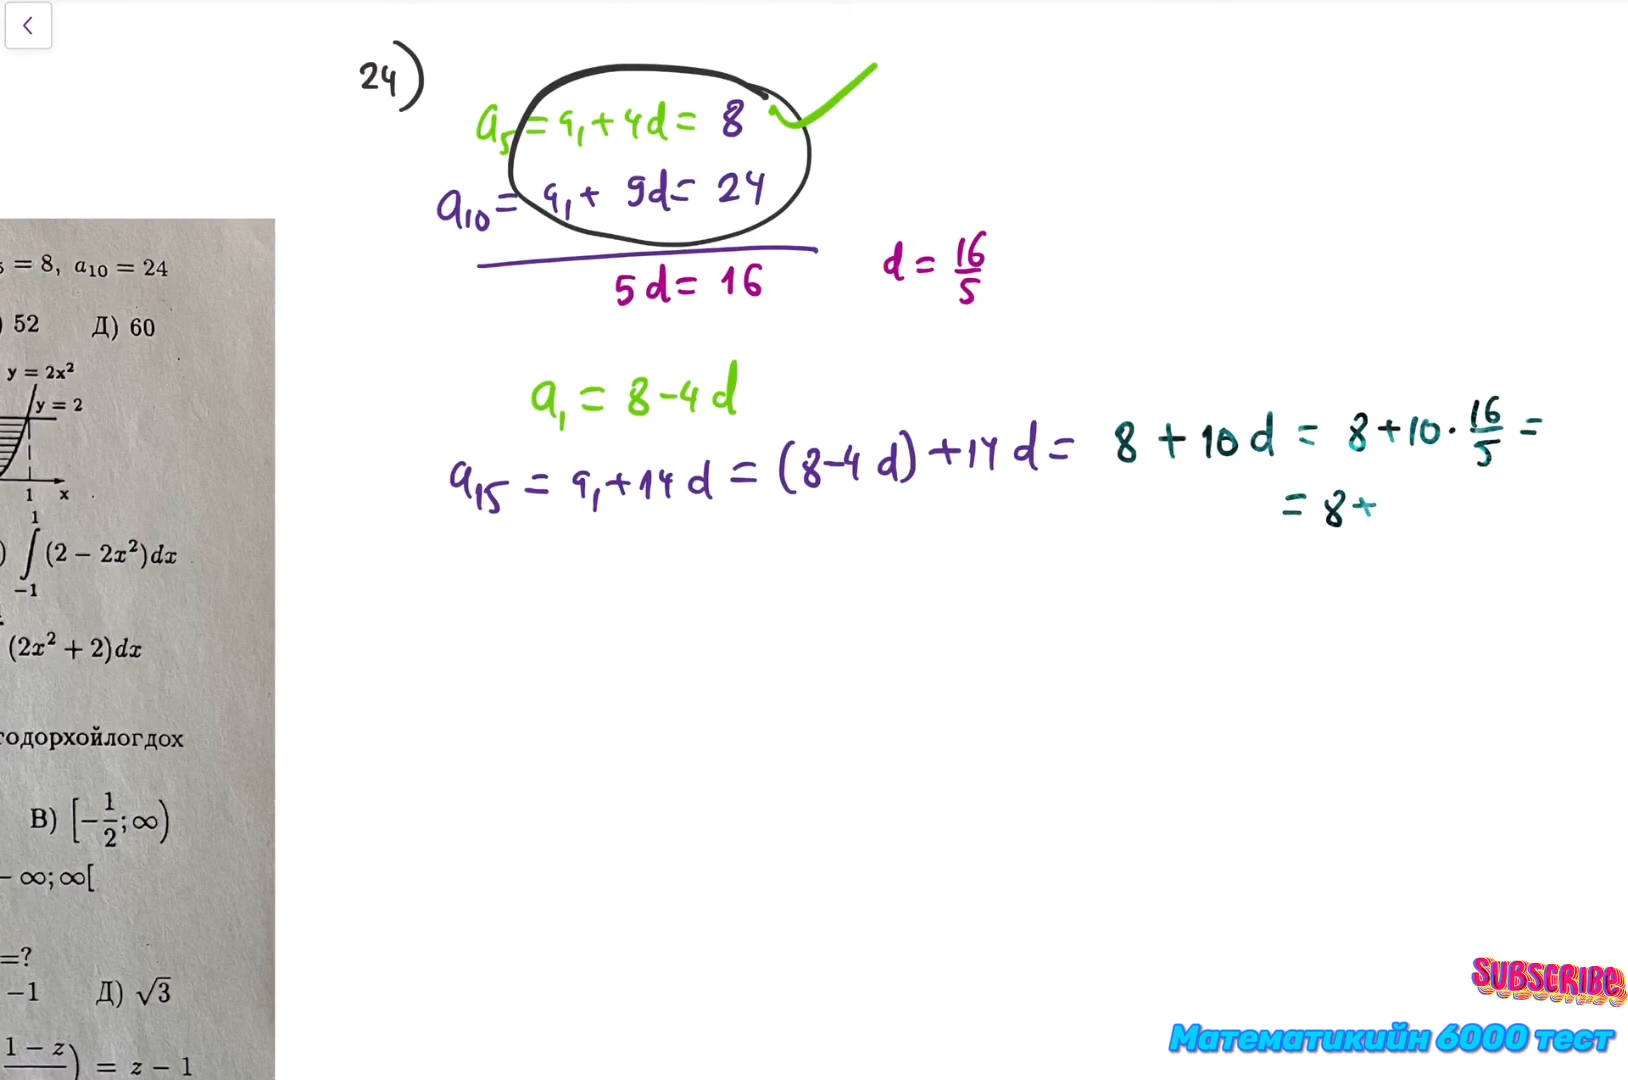 24)
a₅ = a₁ + 4d = 8
a₁₀ = a₁ + 9d = 24
5d = 16
d = 16/5
a₁ = 8 - 4d
a₁₅ = a₁ + 14d = (8 - 4d) + 14d = 8 + 10d = 8 + 10 · 16/5 =
= 8 +
₅ = 8, a₁₀ = 24
) 52 Д) 60
y = 2x²
y = 2
1 x
) ∫₋₁¹ (2 − 2x²)dx
(2x² + 2)dx
тодорхойлогдох
В) [−1/2; ∞)
− ∞; ∞[
=?
−1 Д) √3
1 − z ) = z − 1
SUBSCRIBE
Математикийн 6000 тест